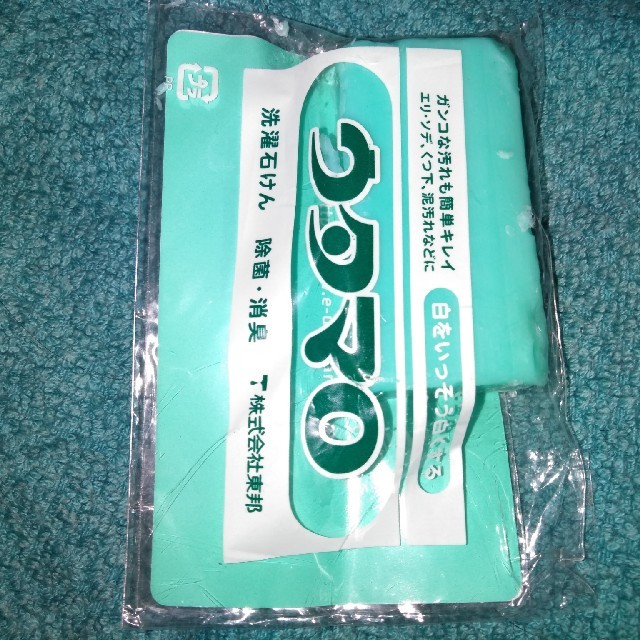 ガンコな汚れも簡単キレイ
エリ・ソデ、くつ下、泥汚れなどに
白をいっそう白くする
ウタマロ
洗濯石けん 除菌・消臭 株式会社東邦
プラ